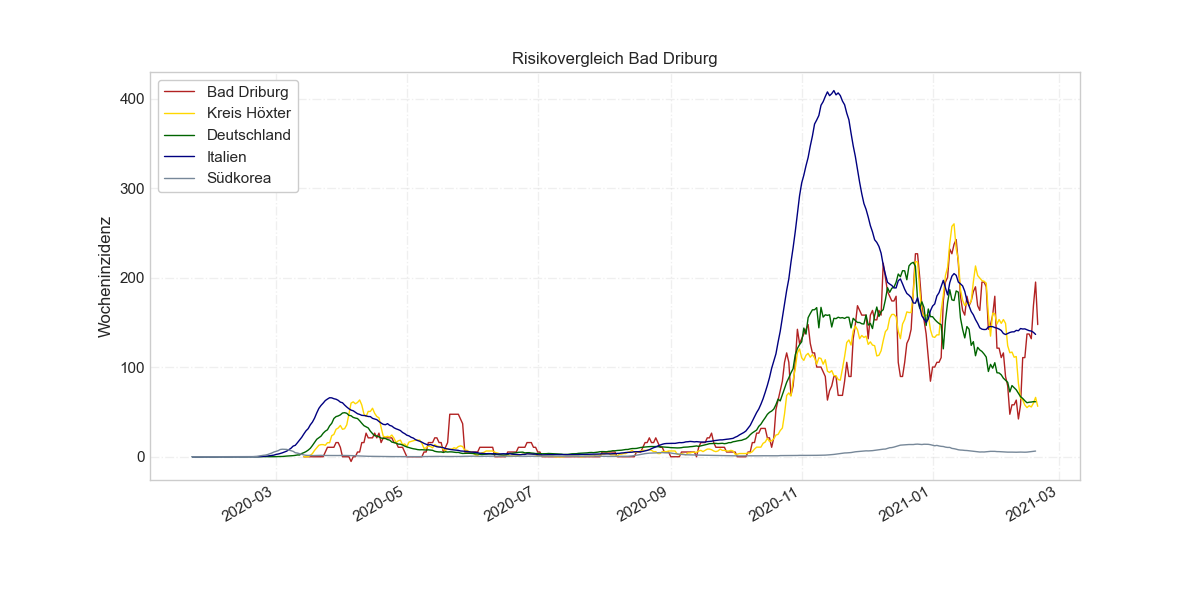 Risikovergleich Bad Driburg
Wocheninzidenz
400
300
200
100
0
Bad Driburg
Kreis Höxter
Deutschland
Italien
Südkorea
2020-03
2020-05
2020-07
2020-09
2020-11
2021-01
2021-03